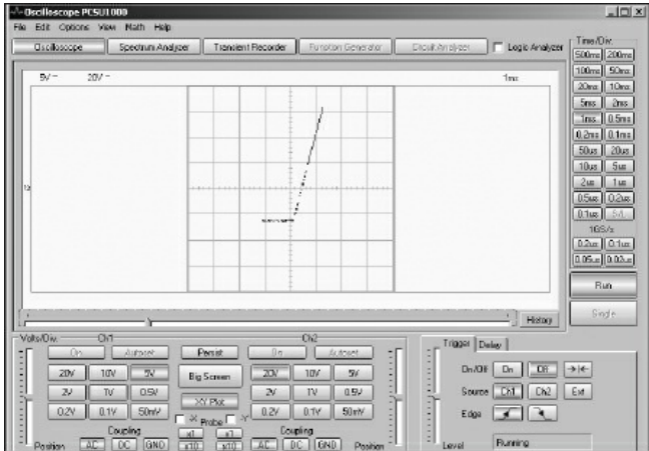 Oscilloscope PCSU1000
File Edit Options View Math Help
Oscilloscope Spectrum Analyzer Transient Recorder Function Generator Circuit Analyzer Logic Analyzer
Time/Div
500ms 200ms
100ms 50ms
20ms 10ms
5ms 2ms
1ms 0.5ms
0.2ms 0.1ms
50us 20us
10us 5us
2us 1us
0.5us 0.2us
0.1us
1GS/s
0.2us 0.1us
0.05us 0.02us
Run
Single
5V 20V 1ms
History
Volts/Div Ch1
On Autoset
20V 10V 5V
2V 1V 0.5V
0.2V 0.1V 50mV
Coupling
Position AC DC GND
Persist
Big Screen
XY Plot
X Probe Y
x1 x1
x10 x10
Ch2
On Autoset
20V 10V 5V
2V 1V 0.5V
0.2V 0.1V 50mV
Coupling
AC DC GND Position
Trigger Delay
On/Off On Off
Source Ch1 Ch2 Ext
Edge
Level Running